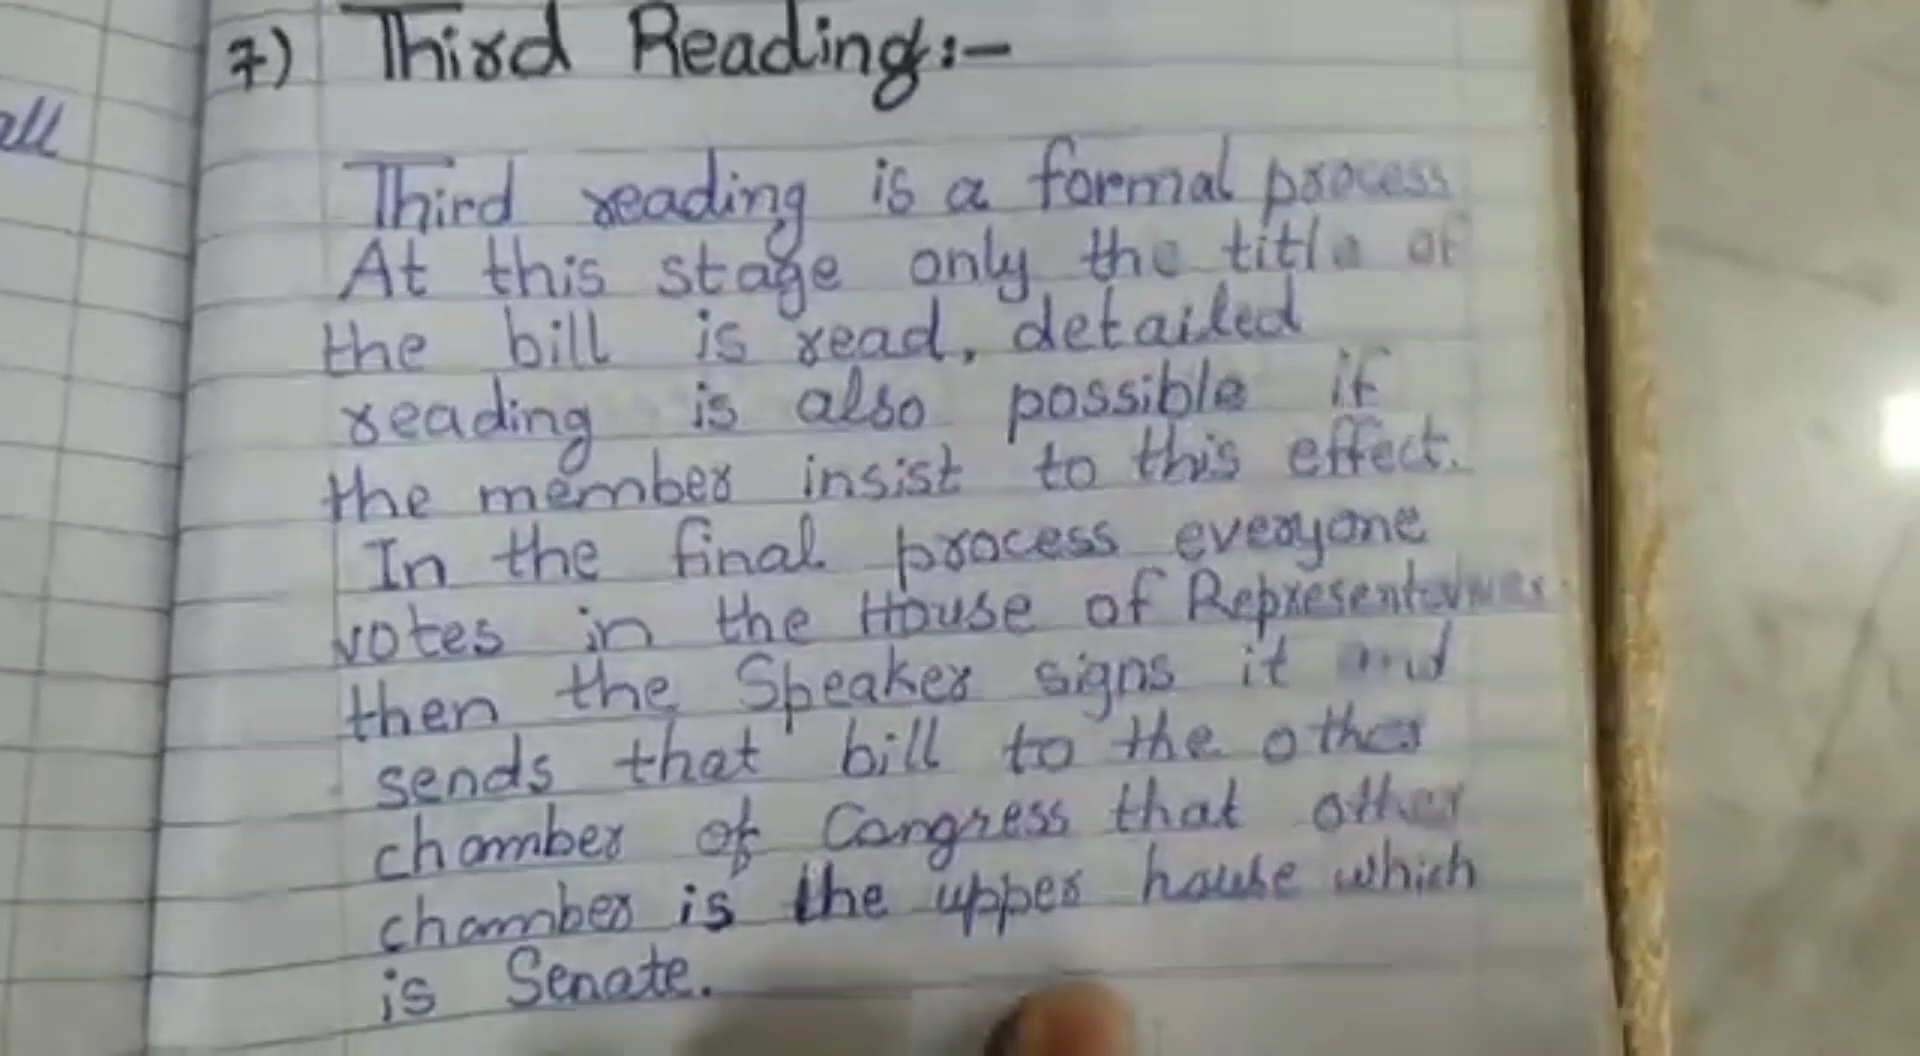 7) Third Reading:-
all
Third reading is a formal process
At this stage only the title of
the bill is read, detailed
reading is also possible if
the member insist to this effect.
In the final process everyone
votes in the House of Representatives
then the Speaker signs it and
sends that bill to the other
chamber of Congress that other
chamber is the upper house which
is Senate.